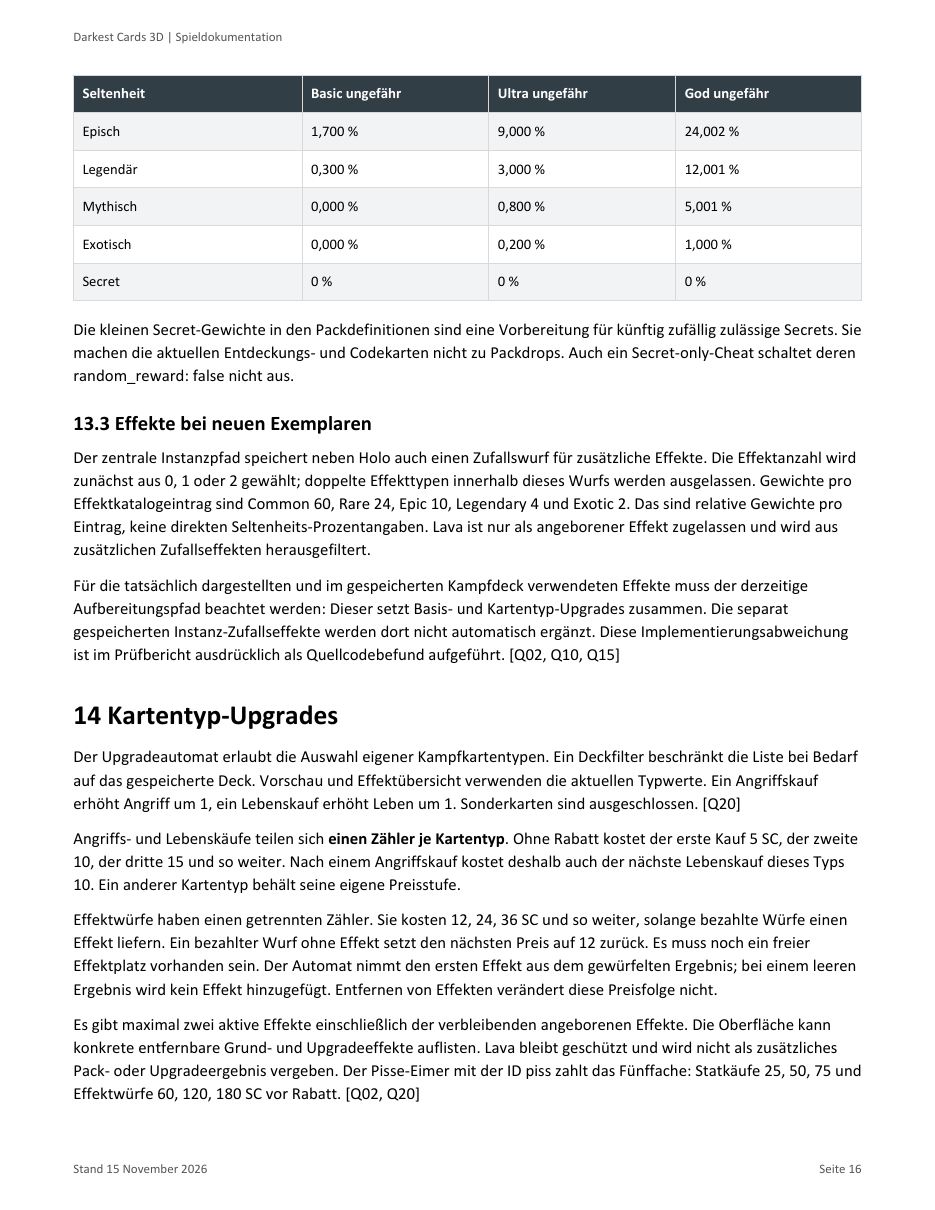 Darkest Cards 3D | Spieldokumentation
Seltenheit Basic ungefähr Ultra ungefähr God ungefähr
Episch 1,700 % 9,000 % 24,002 %
Legendär 0,300 % 3,000 % 12,001 %
Mythisch 0,000 % 0,800 % 5,001 %
Exotisch 0,000 % 0,200 % 1,000 %
Secret 0 % 0 % 0 %
Die kleinen Secret-Gewichte in den Packdefinitionen sind eine Vorbereitung für künftig zufällig zulässige Secrets. Sie
machen die aktuellen Entdeckungs- und Codekarten nicht zu Packdrops. Auch ein Secret-only-Cheat schaltet deren
random_reward: false nicht aus.
13.3 Effekte bei neuen Exemplaren
Der zentrale Instanzpfad speichert neben Holo auch einen Zufallswurf für zusätzliche Effekte. Die Effektanzahl wird
zunächst aus 0, 1 oder 2 gewählt; doppelte Effekttypen innerhalb dieses Wurfs werden ausgelassen. Gewichte pro
Effektkatalogeintrag sind Common 60, Rare 24, Epic 10, Legendary 4 und Exotic 2. Das sind relative Gewichte pro
Eintrag, keine direkten Seltenheits-Prozentangaben. Lava ist nur als angeborener Effekt zugelassen und wird aus
zusätzlichen Zufallseffekten herausgefiltert.
Für die tatsächlich dargestellten und im gespeicherten Kampfdeck verwendeten Effekte muss der derzeitige
Aufbereitungspfad beachtet werden: Dieser setzt Basis- und Kartentyp-Upgrades zusammen. Die separat
gespeicherten Instanz-Zufallseffekte werden dort nicht automatisch ergänzt. Diese Implementierungsabweichung
ist im Prüfbericht ausdrücklich als Quellcodebefund aufgeführt. [Q02, Q10, Q15]
14 Kartentyp-Upgrades
Der Upgradeautomat erlaubt die Auswahl eigener Kampfkartentypen. Ein Deckfilter beschränkt die Liste bei Bedarf
auf das gespeicherte Deck. Vorschau und Effektübersicht verwenden die aktuellen Typwerte. Ein Angriffskauf
erhöht Angriff um 1, ein Lebenskauf erhöht Leben um 1. Sonderkarten sind ausgeschlossen. [Q20]
Angriffs- und Lebenskäufe teilen sich einen Zähler je Kartentyp. Ohne Rabatt kostet der erste Kauf 5 SC, der zweite
10, der dritte 15 und so weiter. Nach einem Angriffskauf kostet deshalb auch der nächste Lebenskauf dieses Typs
10. Ein anderer Kartentyp behält seine eigene Preisstufe.
Effektwürfe haben einen getrennten Zähler. Sie kosten 12, 24, 36 SC und so weiter, solange bezahlte Würfe einen
Effekt liefern. Ein bezahlter Wurf ohne Effekt setzt den nächsten Preis auf 12 zurück. Es muss noch ein freier
Effektplatz vorhanden sein. Der Automat nimmt den ersten Effekt aus dem gewürfelten Ergebnis; bei einem leeren
Ergebnis wird kein Effekt hinzugefügt. Entfernen von Effekten verändert diese Preisfolge nicht.
Es gibt maximal zwei aktive Effekte einschließlich der verbleibenden angeborenen Effekte. Die Oberfläche kann
konkrete entfernbare Grund- und Upgradeeffekte auflisten. Lava bleibt geschützt und wird nicht als zusätzliches
Pack- oder Upgradeergebnis vergeben. Der Pisse-Eimer mit der ID piss zahlt das Fünffache: Statkäufe 25, 50, 75 und
Effektwürfe 60, 120, 180 SC vor Rabatt. [Q02, Q20]
Stand 15 November 2026 Seite 16